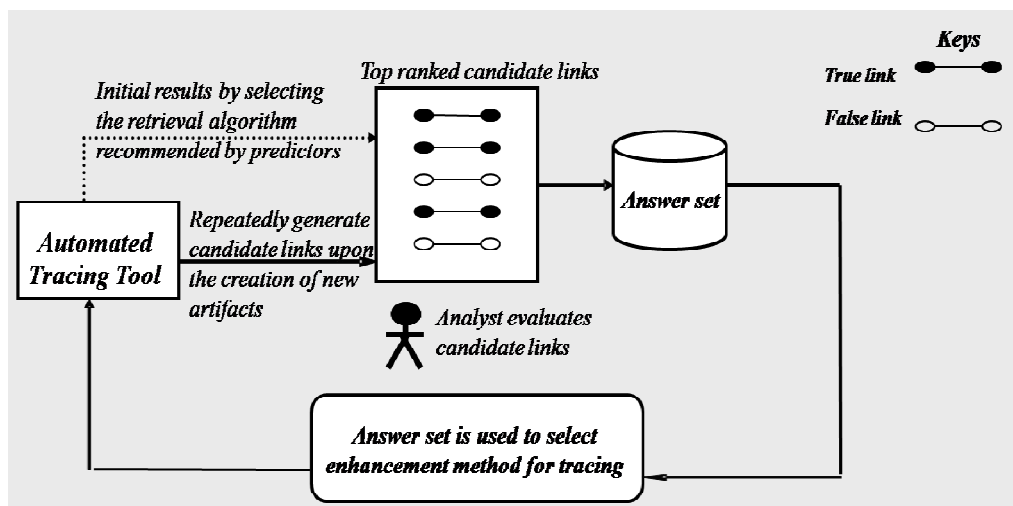 Keys
True link
False link
Top ranked candidate links
Initial results by selecting
the retrieval algorithm
recommended by predictors
Automated
Tracing Tool
Repeatedly generate
candidate links upon
the creation of new
artifacts
Analyst evaluates
candidate links
Answer set
Answer set is used to select
enhancement method for tracing